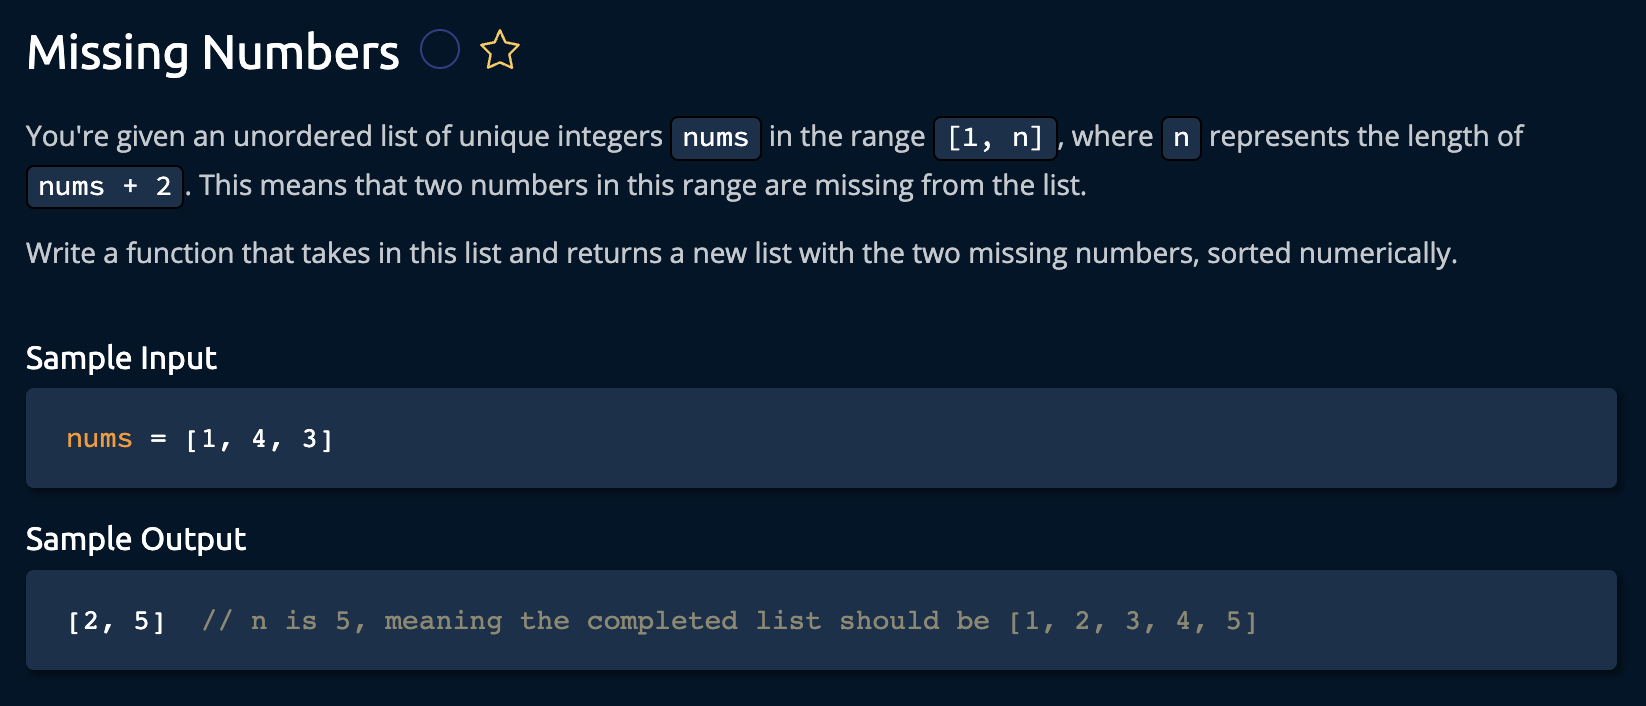 Missing Numbers
You're given an unordered list of unique integers nums in the range [1, n], where n represents the length of
nums + 2. This means that two numbers in this range are missing from the list.
Write a function that takes in this list and returns a new list with the two missing numbers, sorted numerically.
Sample Input
nums = [1, 4, 3]
Sample Output
[2, 5]  // n is 5, meaning the completed list should be [1, 2, 3, 4, 5]